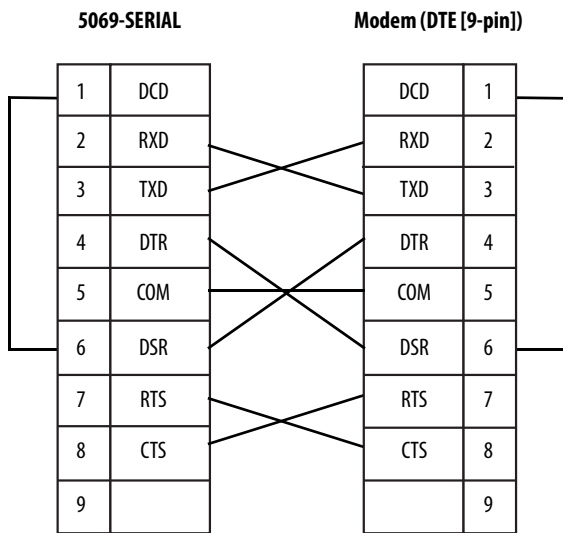 5069-SERIAL Modem (DTE [9-pin])
1 DCD DCD 1
2 RXD RXD 2
3 TXD TXD 3
4 DTR DTR 4
5 COM COM 5
6 DSR DSR 6
7 RTS RTS 7
8 CTS CTS 8
9 9